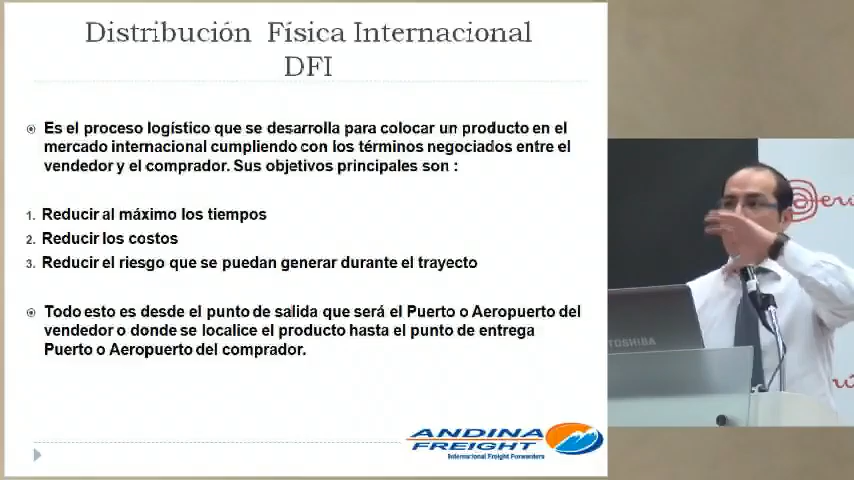 Distribución Física Internacional
DFI
Es el proceso logístico que se desarrolla para colocar un producto en el
mercado internacional cumpliendo con los términos negociados entre el
vendedor y el comprador. Sus objetivos principales son :
1. Reducir al máximo los tiempos
2. Reducir los costos
3. Reducir el riesgo que se puedan generar durante el trayecto
Todo esto es desde el punto de salida que será el Puerto o Aeropuerto del
vendedor o donde se localice el producto hasta el punto de entrega
Puerto o Aeropuerto del comprador.
ANDINA
FREIGHT
International Freight Forwarders
TOSHIBA